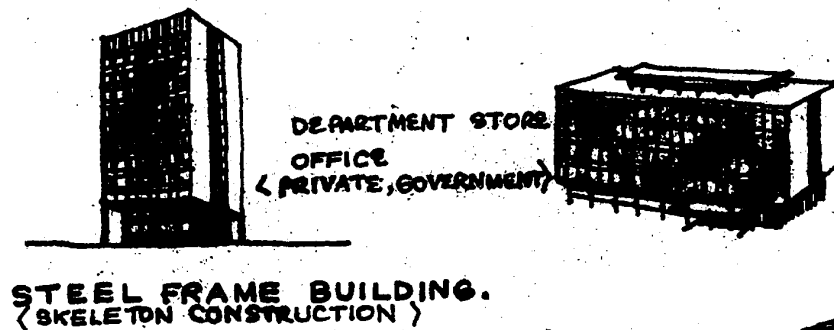 DEPARTMENT STORE
OFFICE
< PRIVATE, GOVERNMENT>
STEEL FRAME BUILDING.
< SKELETON CONSTRUCTION >